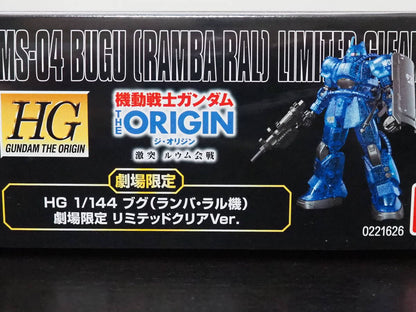 MS-04 BUGU (RAMBA RAL) LIMITED CLEAR
HG
GUNDAM THE ORIGIN
機動戦士ガンダム
THE ORIGIN
ジ・オリジン
激突 ルウム会戦
劇場限定
HG 1/144 ブグ(ランバ・ラル機)
劇場限定 リミテッドクリアVer.
0221626